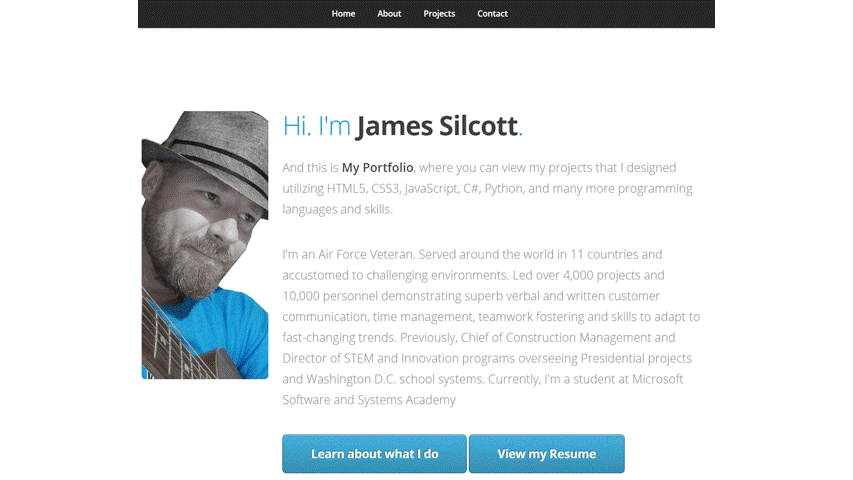 Home About Projects Contact
Hi. I'm James Silcott.
And this is My Portfolio, where you can view my projects that I designed
utilizing HTML5, CSS3, JavaScript, C#, Python, and many more programming
languages and skills.
I'm an Air Force Veteran. Served around the world in 11 countries and
accustomed to challenging environments. Led over 4,000 projects and
10,000 personnel demonstrating superb verbal and written customer
communication, time management, teamwork fostering and skills to adapt to
fast-changing trends. Previously, Chief of Construction Management and
Director of STEM and Innovation programs overseeing Presidential projects
and Washington D.C. school systems. Currently, I'm a student at Microsoft
Software and Systems Academy
Learn about what I do View my Resume